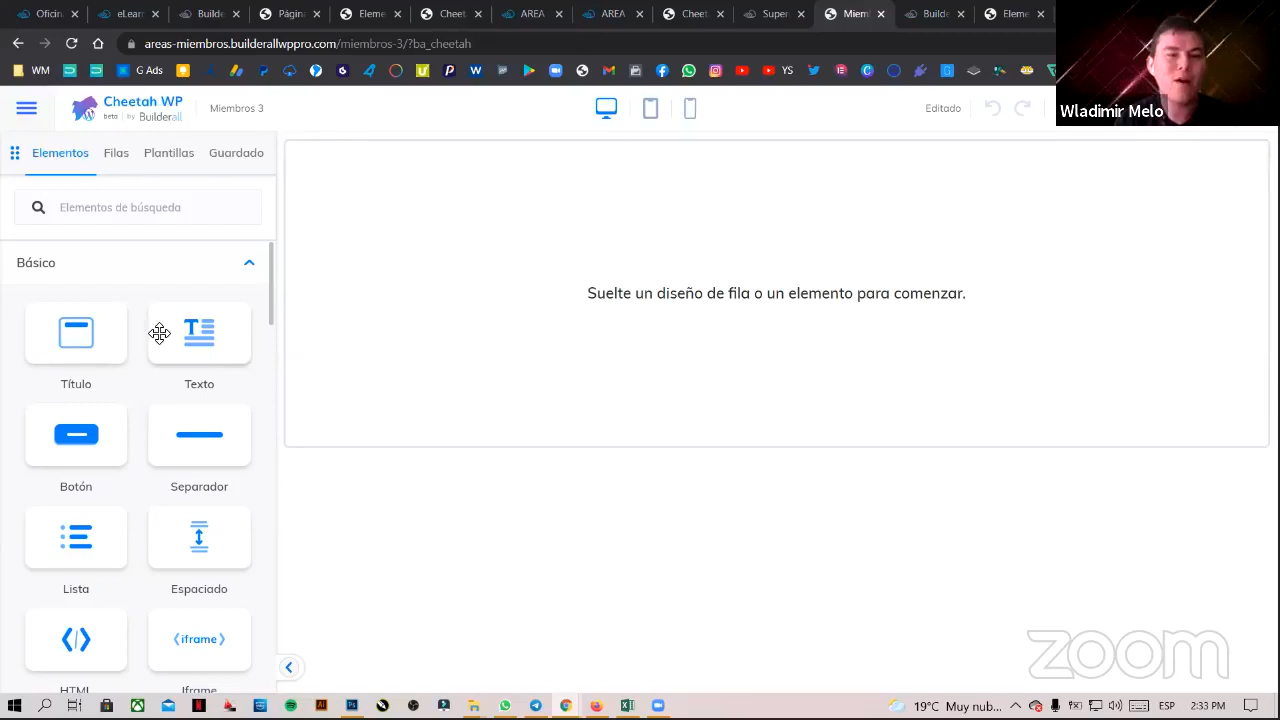 Oficin
AREA
Builde
Página
Eleme
Cheet
AREA
AREA
Cheet
Super
Miem
Builde
Eleme
areas-miembros.builderallwppro.com/miembros-3/?ba_cheetah
WM
G Ads
YS
Cheetah WP
beta | by Builderall
Miembros 3
Editado
Wladimir Melo
Elementos
Filas
Plantillas
Guardado
Elementos de búsqueda
Básico
Suelte un diseño de fila o un elemento para comenzar.
Título
Texto
Botón
Separador
Lista
Espaciado
iframe
HTML
Iframe
zoom
19°C Muy nub...
ESP
2:33 PM